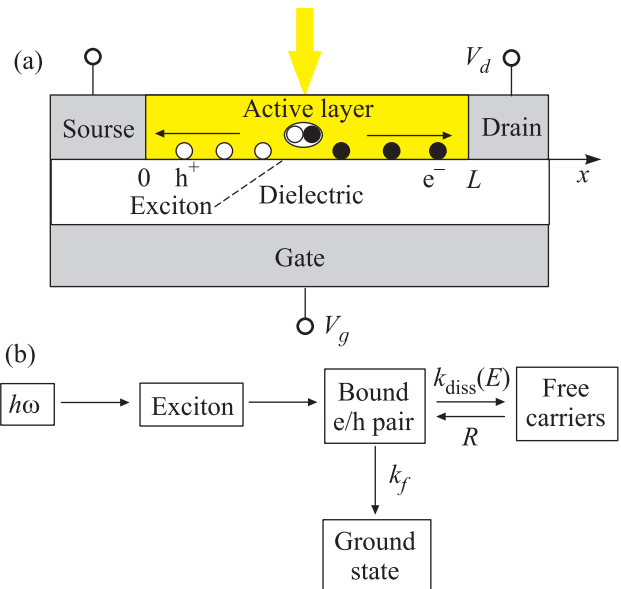 (a)
V_d
Active layer
Sourse
Drain
0
h⁺
e⁻
L
x
Exciton
Dielectric
Gate
V_g
(b)
hω
Exciton
Bound
e/h pair
k_diss(E)
R
Free
carriers
k_f
Ground
state